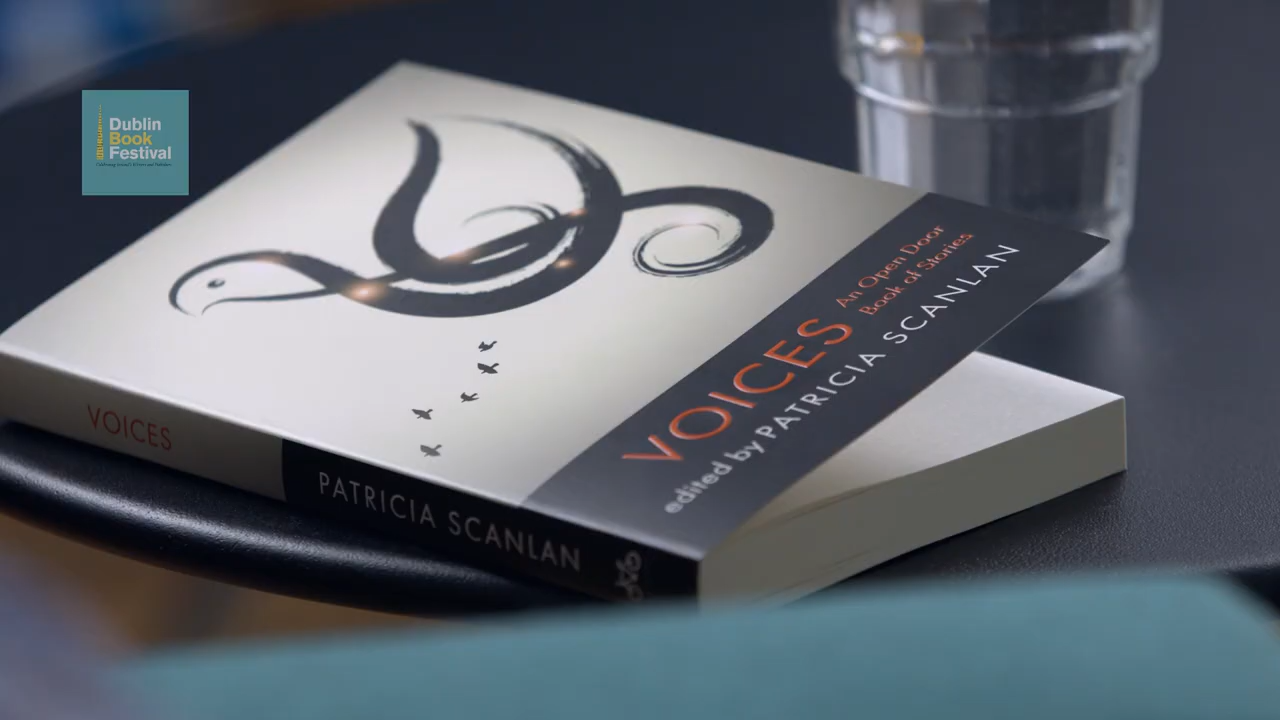 Dublin
Book
Festival
VOICES
An Open Door
Book of Stories
edited by PATRICIA SCANLAN
VOICES
PATRICIA SCANLAN